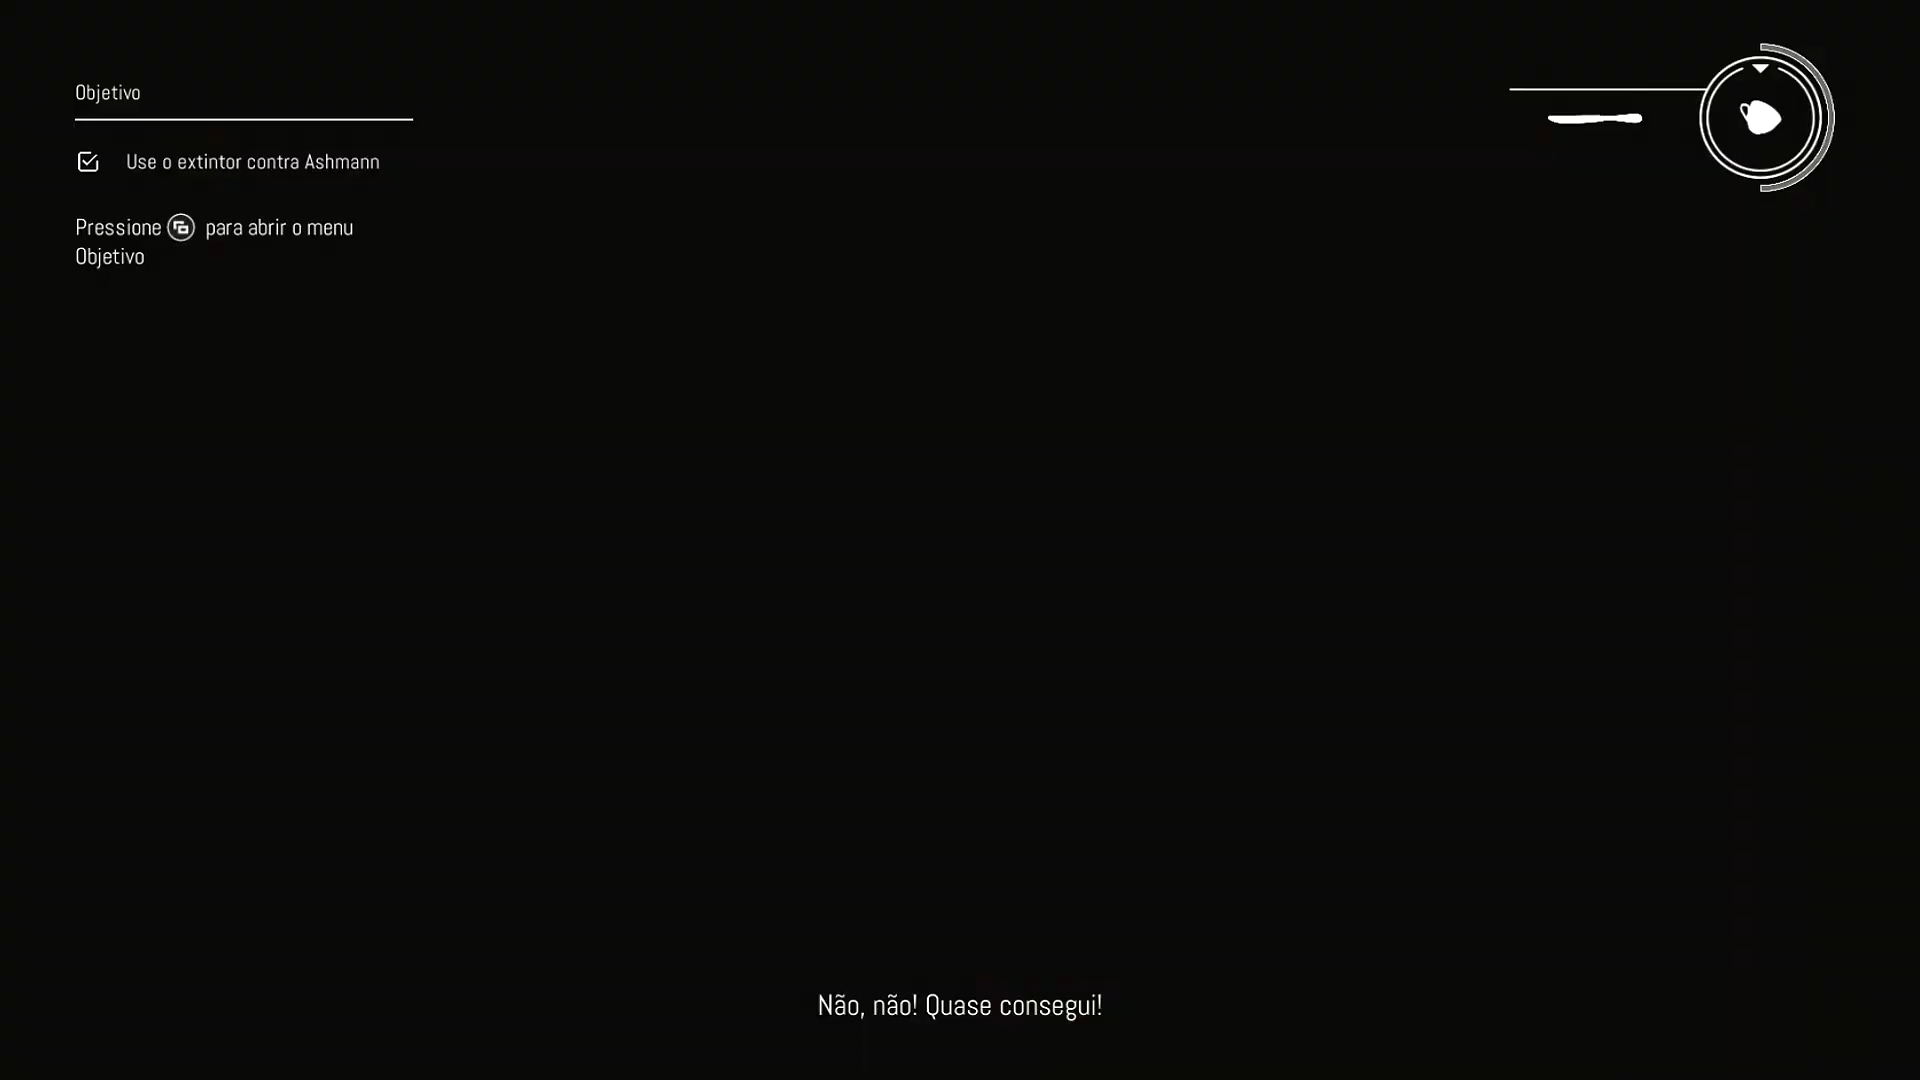 Objetivo
Use o extintor contra Ashmann
Pressione para abrir o menu
Objetivo
Não, não! Quase consegui!